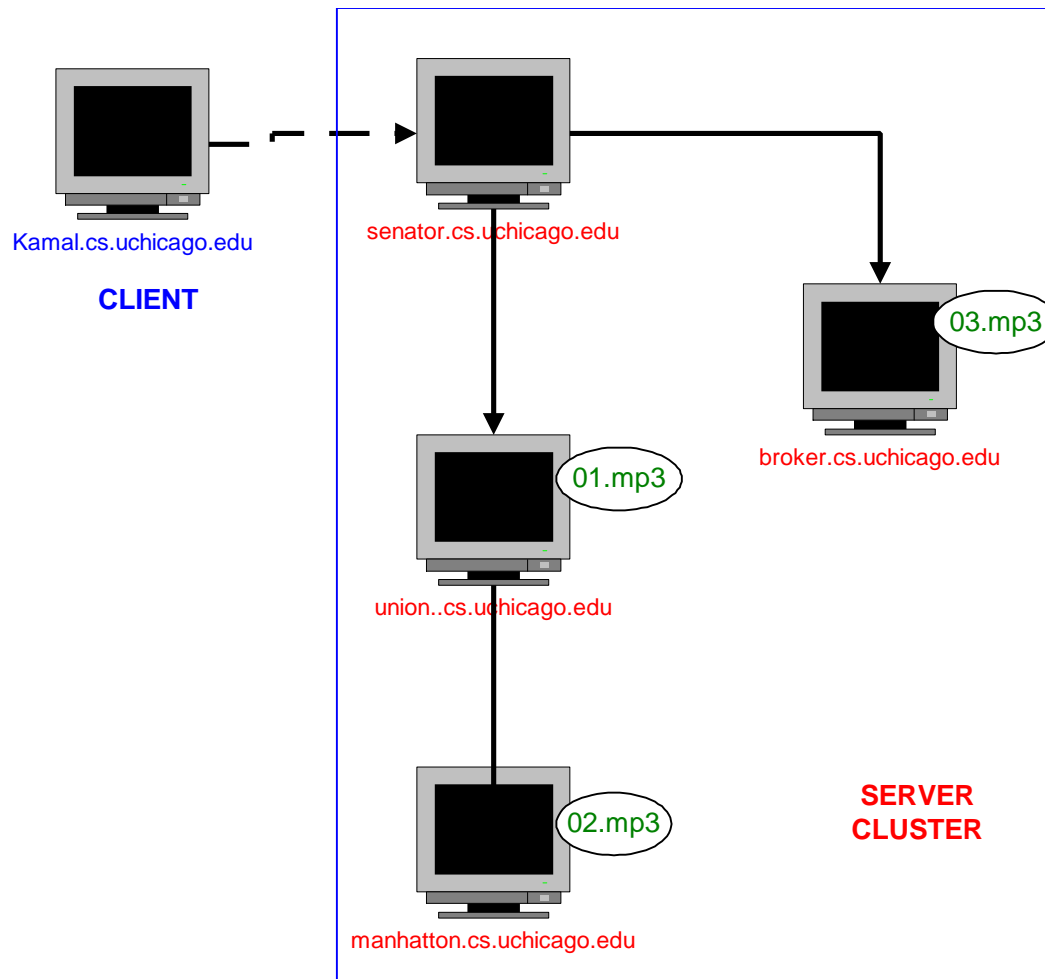 Kamal.cs.uchicago.edu
CLIENT
senator.cs.uchicago.edu
03.mp3
broker.cs.uchicago.edu
01.mp3
union..cs.uchicago.edu
02.mp3
manhatton.cs.uchicago.edu
SERVER
CLUSTER